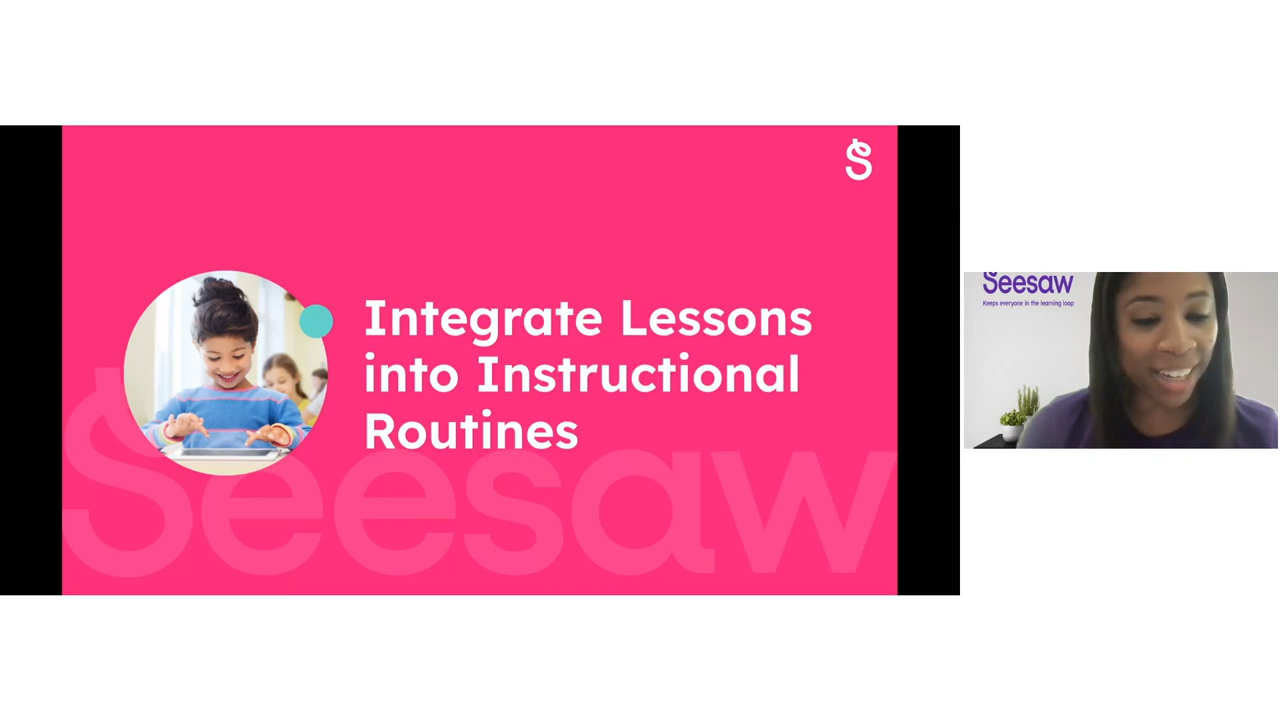 Integrate Lessons
into Instructional
Routines
Seesaw
Seesaw
Keeps everyone in the learning loop